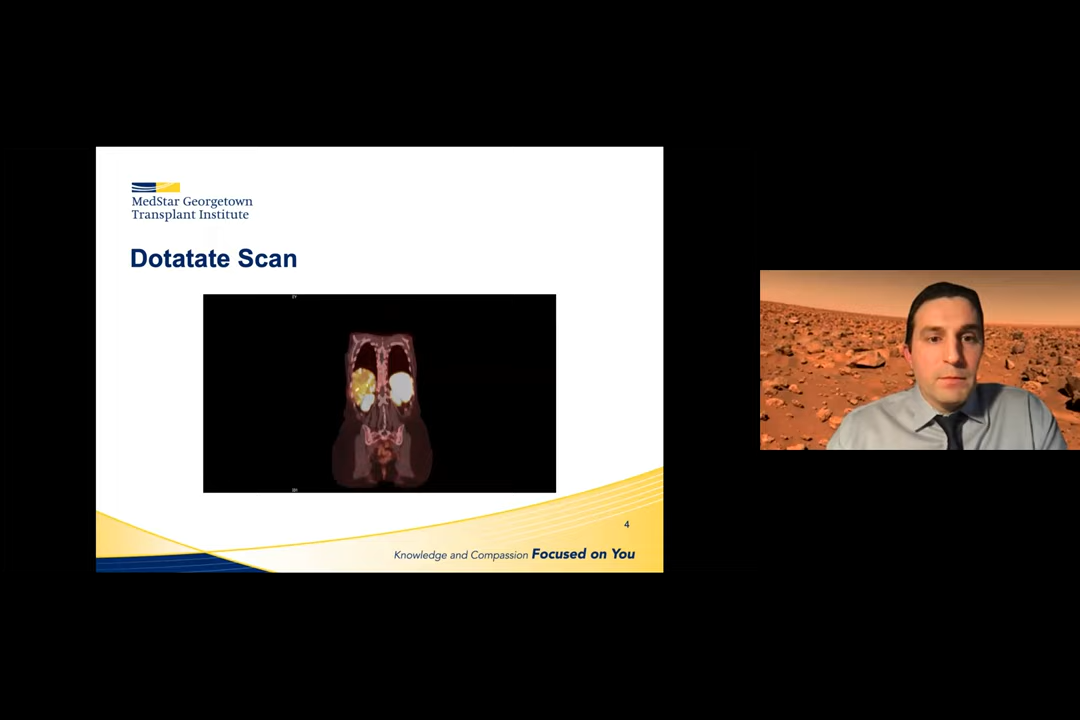 MedStar Georgetown
Transplant Institute
Dotatate Scan
4
Knowledge and Compassion Focused on You